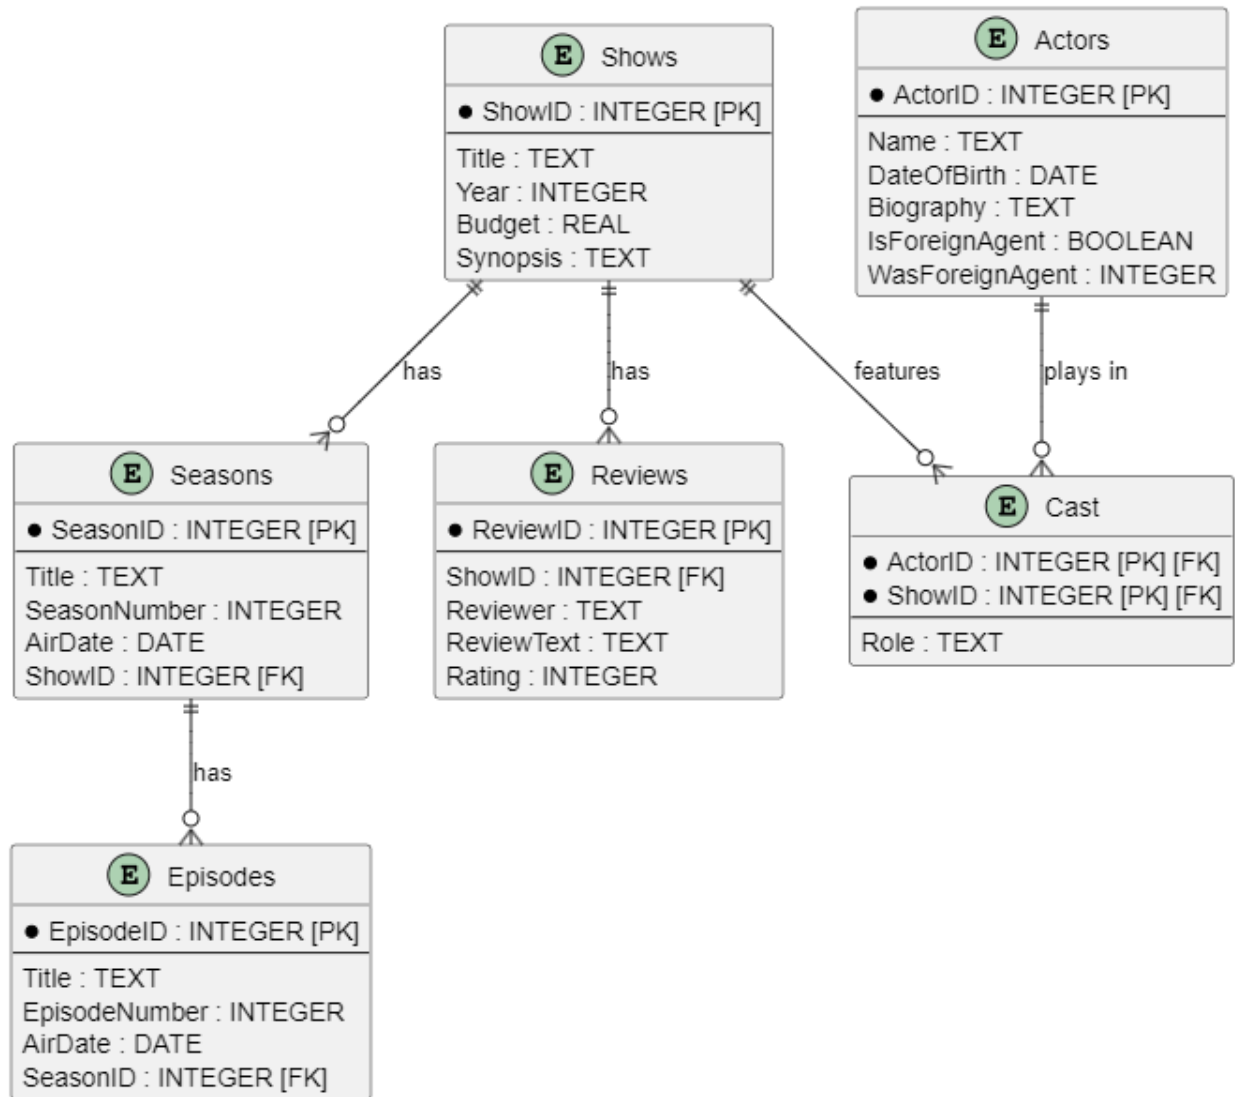 E Shows
● ShowID : INTEGER [PK]
Title : TEXT
Year : INTEGER
Budget : REAL
Synopsis : TEXT
E Actors
● ActorID : INTEGER [PK]
Name : TEXT
DateOfBirth : DATE
Biography : TEXT
IsForeignAgent : BOOLEAN
WasForeignAgent : INTEGER
has
has
features
plays in
E Seasons
● SeasonID : INTEGER [PK]
Title : TEXT
SeasonNumber : INTEGER
AirDate : DATE
ShowID : INTEGER [FK]
E Reviews
● ReviewID : INTEGER [PK]
ShowID : INTEGER [FK]
Reviewer : TEXT
ReviewText : TEXT
Rating : INTEGER
E Cast
● ActorID : INTEGER [PK] [FK]
● ShowID : INTEGER [PK] [FK]
Role : TEXT
has
E Episodes
● EpisodeID : INTEGER [PK]
Title : TEXT
EpisodeNumber : INTEGER
AirDate : DATE
SeasonID : INTEGER [FK]